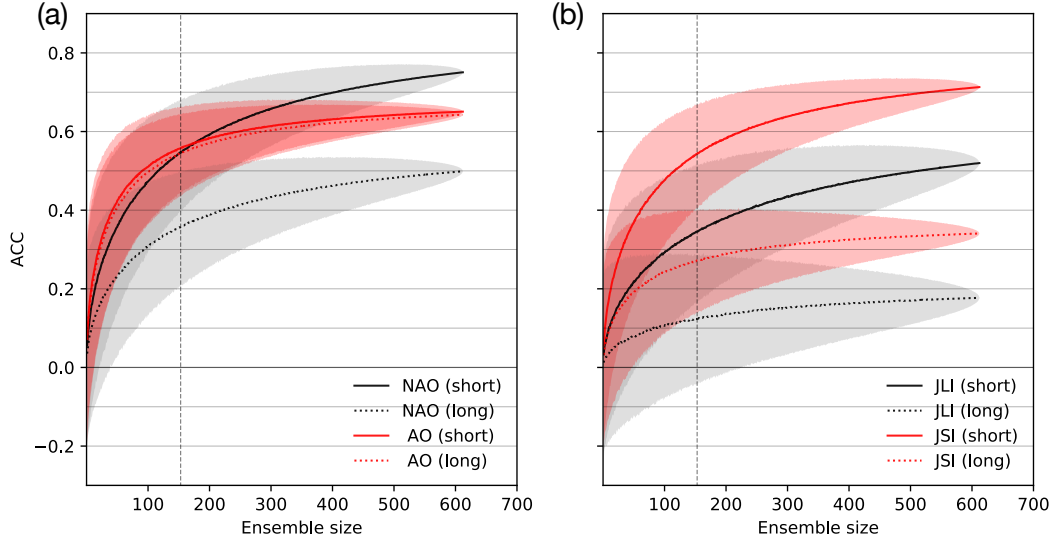 (a)
0.8
0.6
0.4
0.2
0.0
−0.2
ACC
100 200 300 400 500 600 700
Ensemble size
NAO (short)
NAO (long)
AO (short)
AO (long)
(b)
100 200 300 400 500 600 700
Ensemble size
JLI (short)
JLI (long)
JSI (short)
JSI (long)